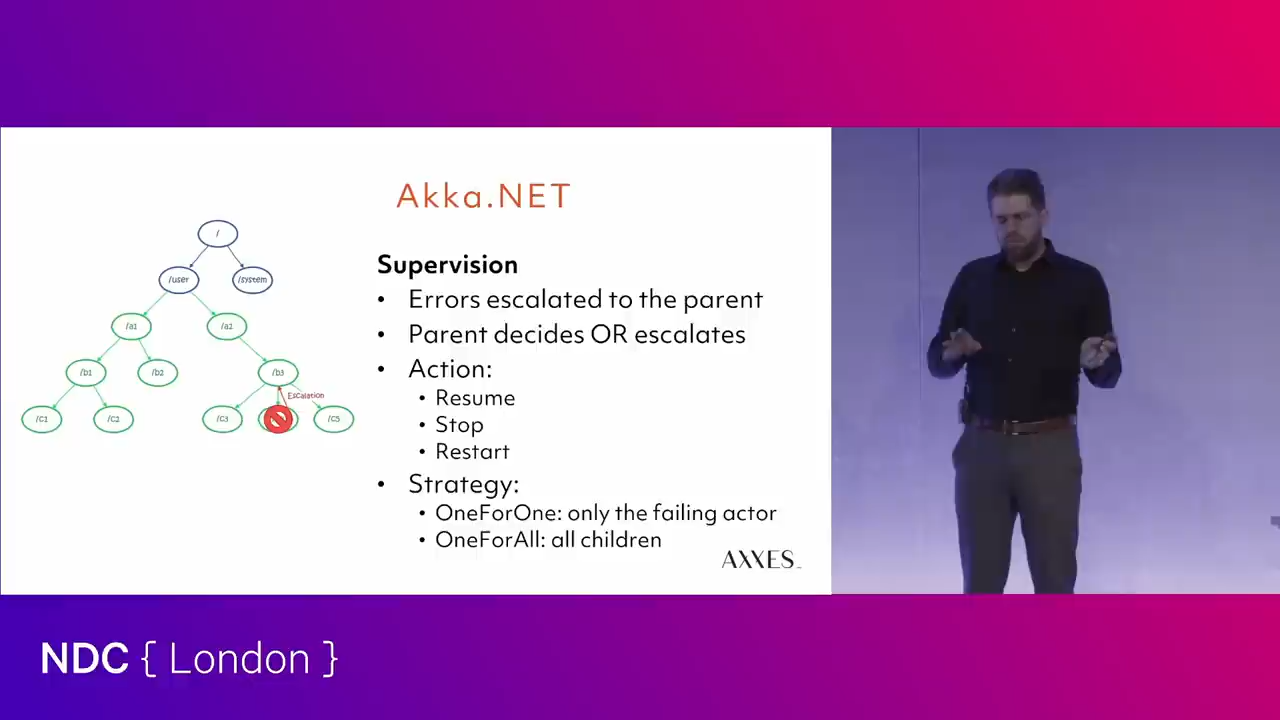 Akka.NET
/
/user
/system
/a1
/a2
/b1
/b2
/b3
Escalation
/c1
/c2
/c3
/c5
Supervision
• Errors escalated to the parent
• Parent decides OR escalates
• Action:
• Resume
• Stop
• Restart
• Strategy:
• OneForOne: only the failing actor
• OneForAll: all children
AXXES_
NDC { London }